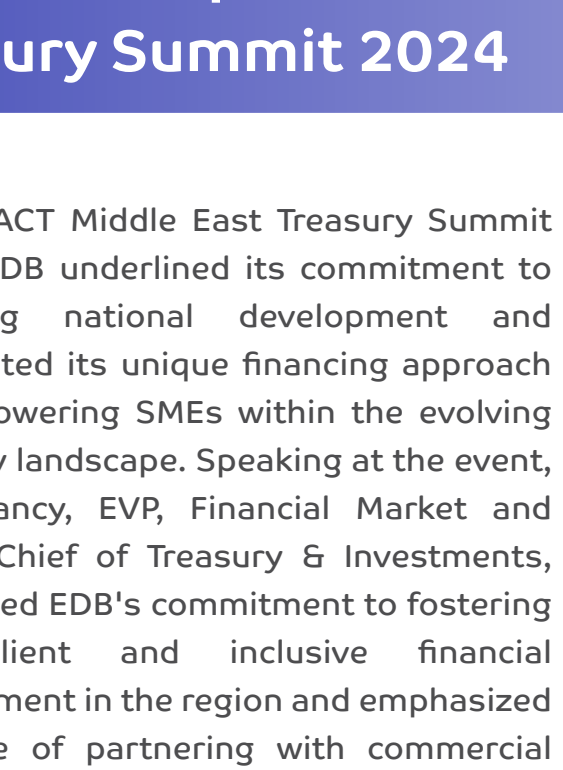 ury Summit 2024
ACT Middle East Treasury Summit
DB underlined its commitment to
g national development and
ted its unique financing approach
owering SMEs within the evolving
y landscape. Speaking at the event,
ancy, EVP, Financial Market and
Chief of Treasury & Investments,
ed EDB's commitment to fostering
lient and inclusive financial
ment in the region and emphasized
e of partnering with commercial